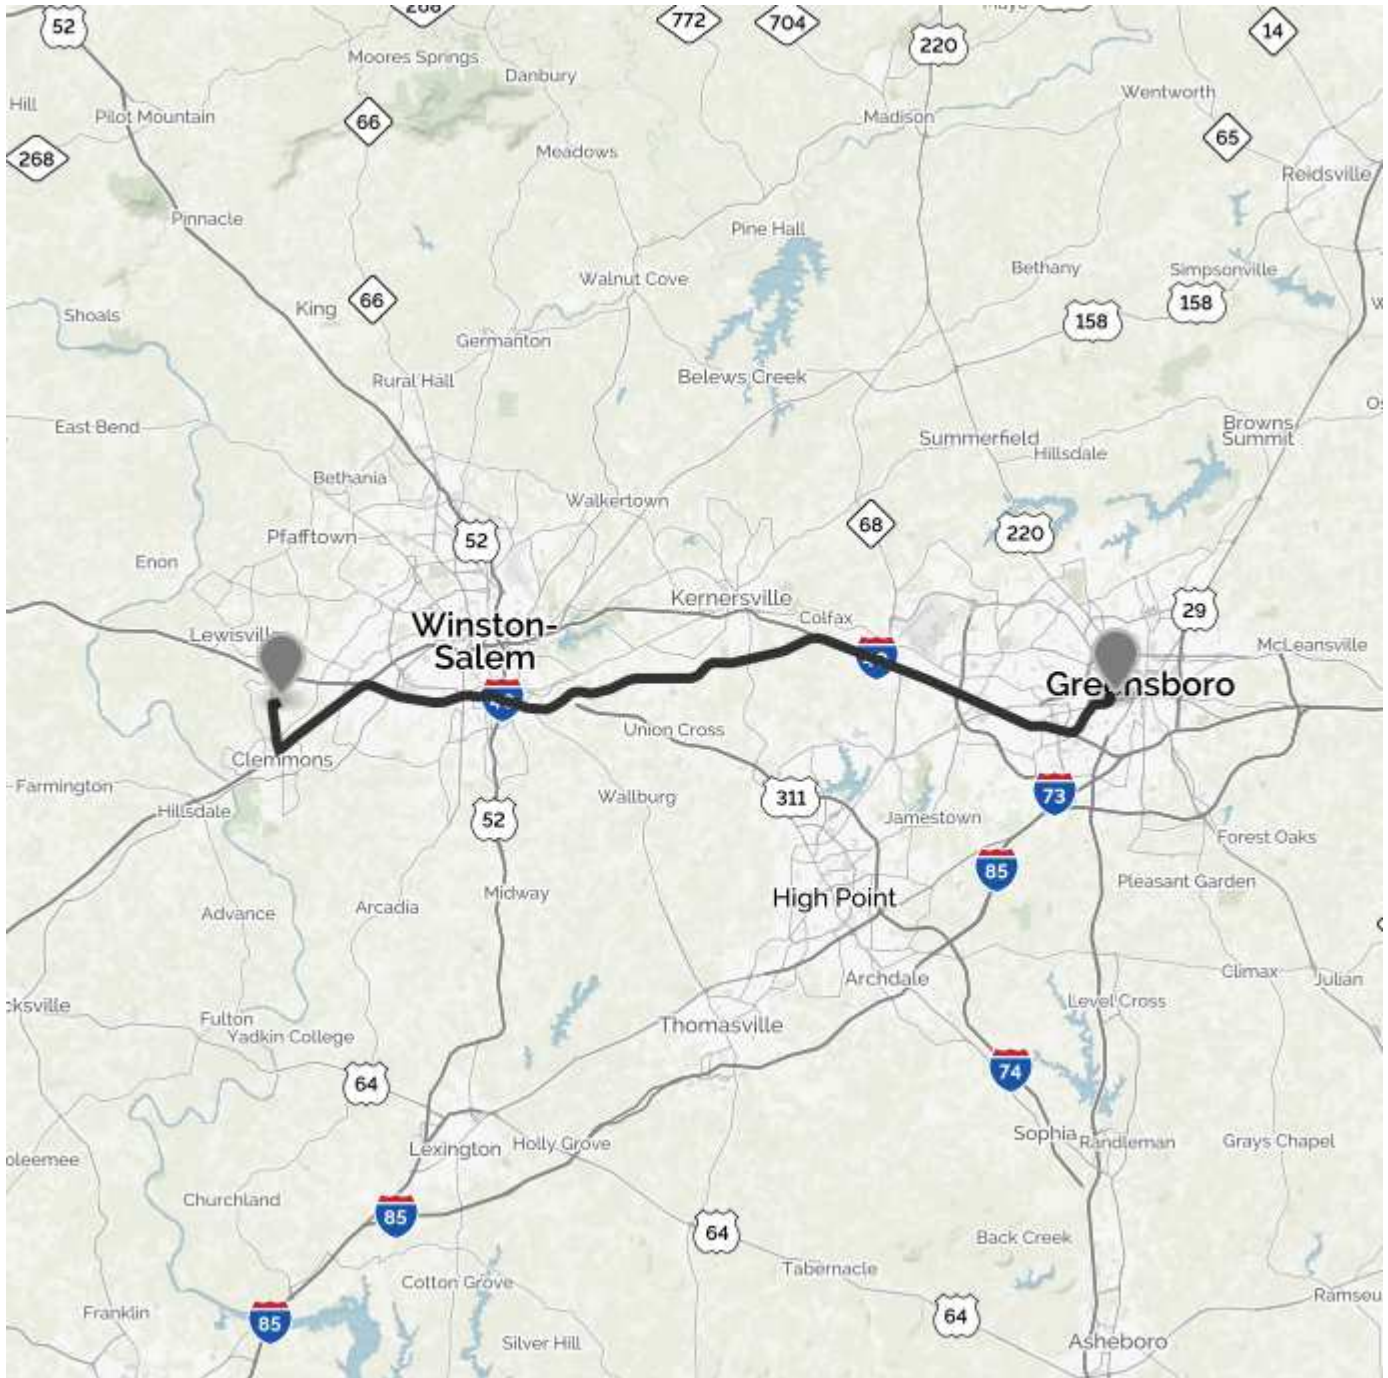 52
268
772
704
220
14
Moores Springs
Danbury
Hill
Pilot Mountain
66
Madison
Wentworth
65
268
Meadows
Reidsville
Pinnacle
Pine Hall
Walnut Cove
Bethany
Simpsonville
66
King
Shoals
158
158
Germanton
Rural Hall
Belews Creek
East Bend
Summerfield
Hillsdale
Browns
Summit
Bethania
Walkertown
Pfafftown
52
68
220
Enon
Kernersville
Colfax
29
Lewisvill
Winston-
Salem
McLeansville
Greensboro
Union Cross
Clemmons
Farmington
Hillsdale
Wallburg
311
73
52
Jamestown
Forest Oaks
85
Pleasant Garden
Midway
High Point
Advance
Arcadia
Archdale
Climax
Julian
cksville
Level Cross
Fulton
Yadkin College
Thomasville
64
74
Sophia
Randleman
Grays Chapel
Lexington
Holly Grove
oleemee
Churchland
85
64
Back Creek
Tabernacle
Cotton Grove
Franklin
85
64
Ramseu
Silver Hill
Asheboro